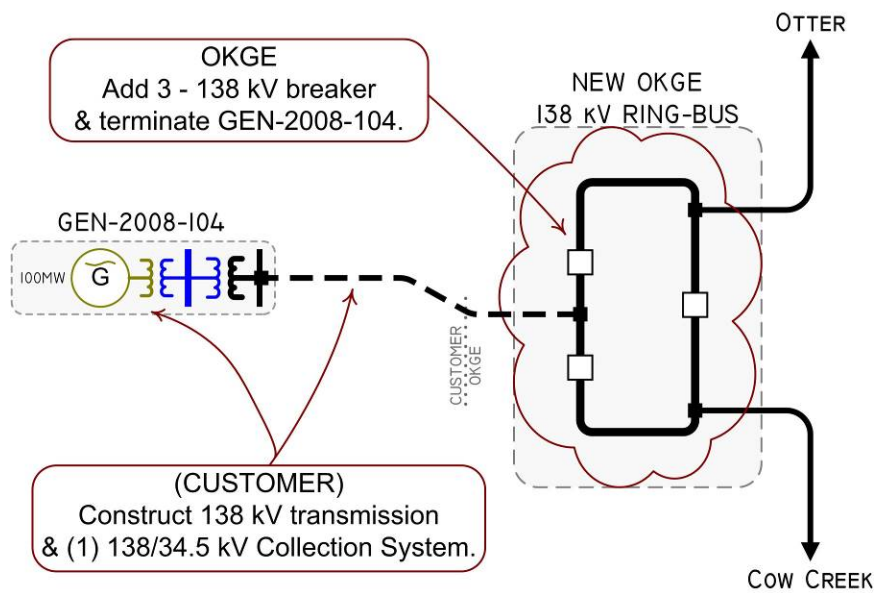 OTTER
OKGE
Add 3 - 138 kV breaker
& terminate GEN-2008-104.
NEW OKGE
138 KV RING-BUS
GEN-2008-104
100MW
G
CUSTOMER
OKGE
(CUSTOMER)
Construct 138 kV transmission
& (1) 138/34.5 kV Collection System.
COW CREEK